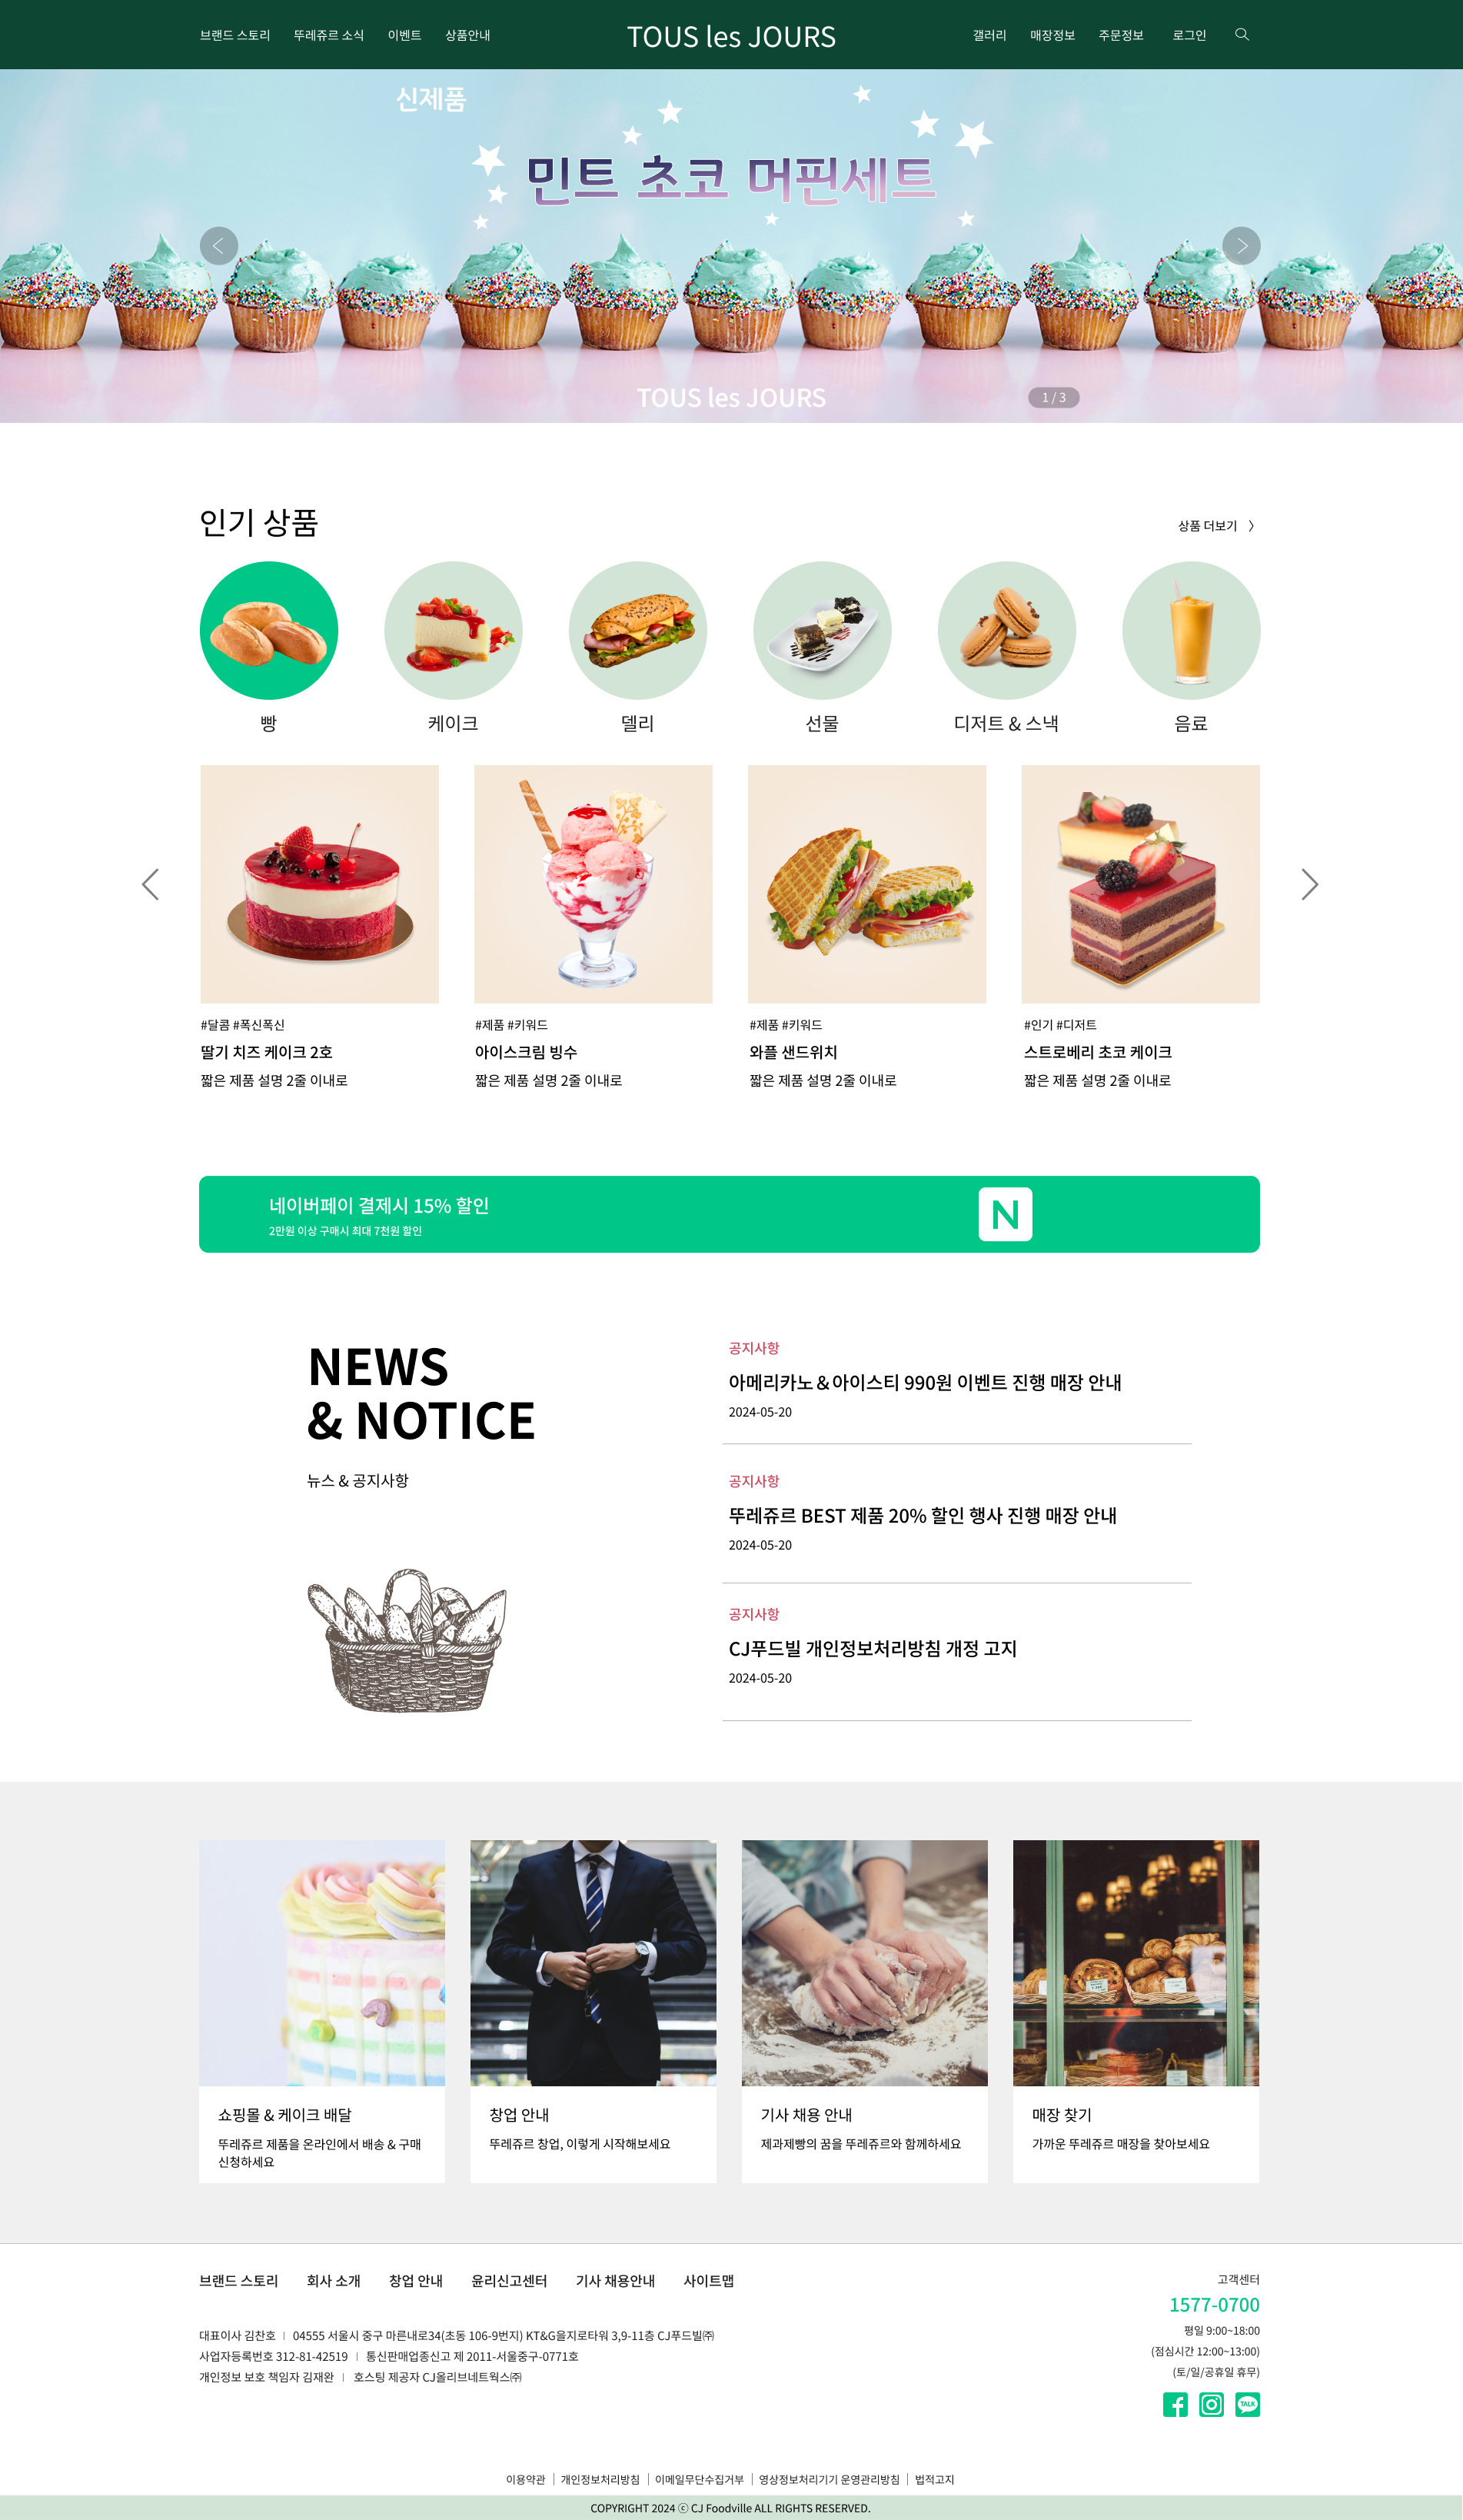 브랜드 스토리 뚜레쥬르 소식 이벤트 상품안내 TOUS les JOURS 갤러리 매장정보 주문정보 로그인
신제품
민트 초코 머핀세트
TOUS les JOURS 1 / 3
인기 상품 상품 더보기
빵 케이크 델리 선물 디저트 & 스낵 음료
#달콤 #폭신폭신
딸기 치즈 케이크 2호
짧은 제품 설명 2줄 이내로
#제품 #키워드
아이스크림 빙수
짧은 제품 설명 2줄 이내로
#제품 #키워드
와플 샌드위치
짧은 제품 설명 2줄 이내로
#인기 #디저트
스트로베리 초코 케이크
짧은 제품 설명 2줄 이내로
네이버페이 결제시 15% 할인
2만원 이상 구매시 최대 7천원 할인
N
NEWS
& NOTICE
뉴스 & 공지사항
공지사항
아메리카노&아이스티 990원 이벤트 진행 매장 안내
2024-05-20
공지사항
뚜레쥬르 BEST 제품 20% 할인 행사 진행 매장 안내
2024-05-20
공지사항
CJ푸드빌 개인정보처리방침 개정 고지
2024-05-20
쇼핑몰 & 케이크 배달
뚜레쥬르 제품을 온라인에서 배송 & 구매
신청하세요
창업 안내
뚜레쥬르 창업, 이렇게 시작해보세요
기사 채용 안내
제과제빵의 꿈을 뚜레쥬르와 함께하세요
매장 찾기
가까운 뚜레쥬르 매장을 찾아보세요
브랜드 스토리 회사 소개 창업 안내 윤리신고센터 기사 채용안내 사이트맵
대표이사 김찬호 | 04555 서울시 중구 마른내로34(초동 106-9번지) KT&G을지로타워 3,9-11층 CJ푸드빌㈜
사업자등록번호 312-81-42519 | 통신판매업종신고 제 2011-서울중구-0771호
개인정보 보호 책임자 김재완 | 호스팅 제공자 CJ올리브네트웍스㈜
고객센터
1577-0700
평일 9:00~18:00
(점심시간 12:00~13:00)
(토/일/공휴일 휴무)
TALK
이용약관 | 개인정보처리방침 | 이메일무단수집거부 | 영상정보처리기기 운영관리방침 | 법적고지
COPYRIGHT 2024 ⓒ CJ Foodville ALL RIGHTS RESERVED.